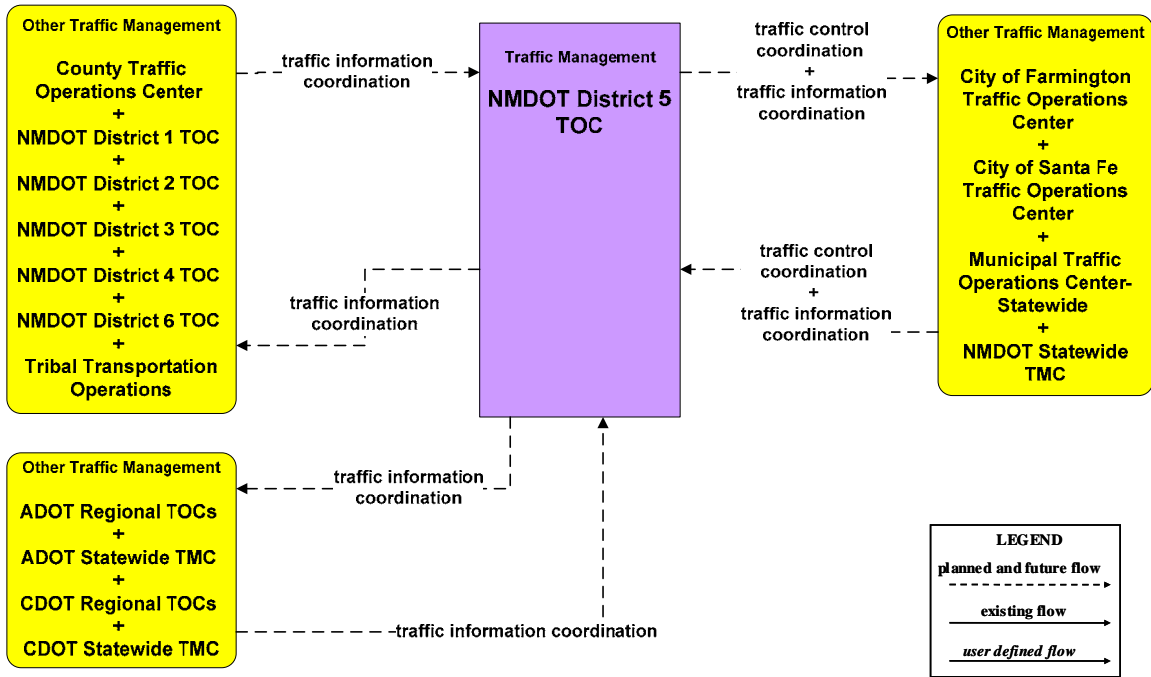 Other Traffic Management
County Traffic
Operations Center
+
NMDOT District 1 TOC
+
NMDOT District 2 TOC
+
NMDOT District 3 TOC
+
NMDOT District 4 TOC
+
NMDOT District 6 TOC
+
Tribal Transportation
Operations
traffic information
coordination
traffic information
coordination
Traffic Management
NMDOT District 5
TOC
traffic control
coordination
+
traffic information
coordination
traffic control
coordination
+
traffic information
coordination
Other Traffic Management
City of Farmington
Traffic Operations
Center
+
City of Santa Fe
Traffic Operations
Center
+
Municipal Traffic
Operations Center-
Statewide
+
NMDOT Statewide
TMC
Other Traffic Management
ADOT Regional TOCs
+
ADOT Statewide TMC
+
CDOT Regional TOCs
+
CDOT Statewide TMC
traffic information
coordination
traffic information coordination
LEGEND
planned and future flow
existing flow
user defined flow